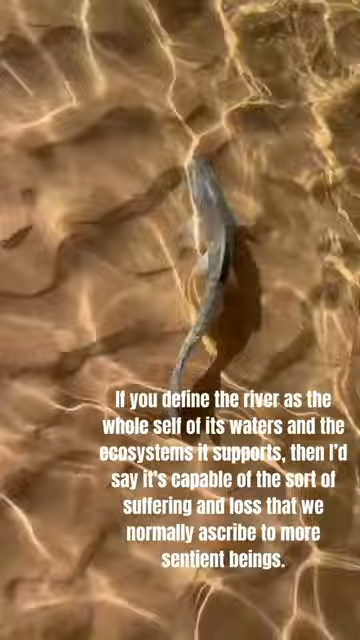 If you define the river as the
whole self of its waters and the
ecosystems it supports, then I'd
say it's capable of the sort of
suffering and loss that we
normally ascribe to more
sentient beings.